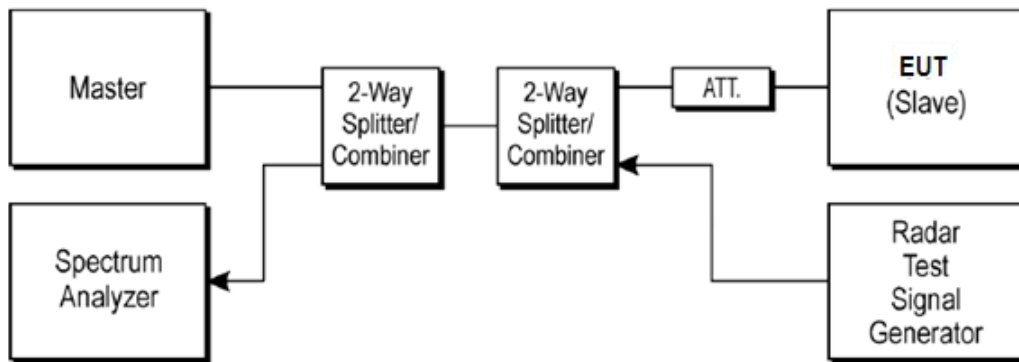 Master
2-Way
Splitter/
Combiner
2-Way
Splitter/
Combiner
ATT.
EUT
(Slave)
Spectrum
Analyzer
Radar
Test
Signal
Generator